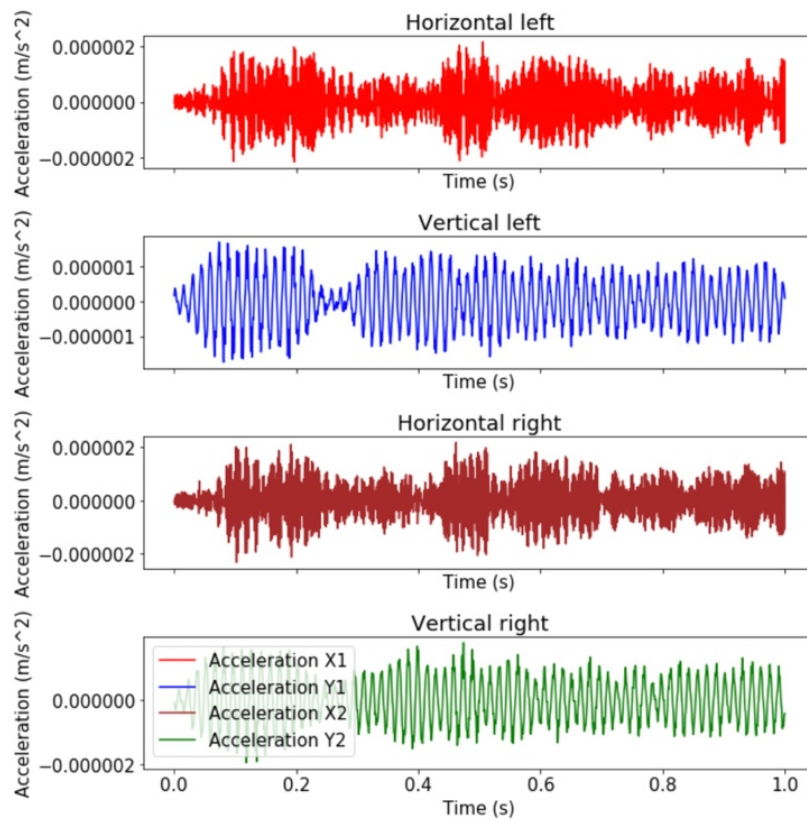 Horizontal left
Acceleration (m/s^2)
0.000002
0.000000
−0.000002
Time (s)
Vertical left
Acceleration (m/s^2)
0.000001
0.000000
−0.000001
Time (s)
Horizontal right
Acceleration (m/s^2)
0.000002
0.000000
−0.000002
Time (s)
Vertical right
Acceleration (m/s^2)
0.000000
−0.000002
Acceleration X1
Acceleration Y1
Acceleration X2
Acceleration Y2
0.0 0.2 0.4 0.6 0.8 1.0
Time (s)